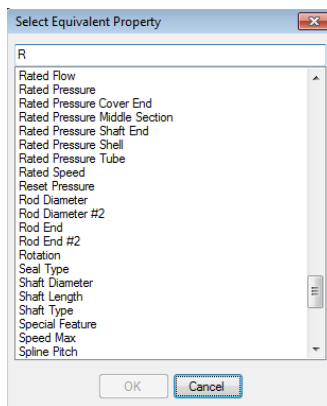 Select Equivalent Property
R
Rated Flow
Rated Pressure
Rated Pressure Cover End
Rated Pressure Middle Section
Rated Pressure Shaft End
Rated Pressure Shell
Rated Pressure Tube
Rated Speed
Reset Pressure
Rod Diameter
Rod Diameter #2
Rod End
Rod End #2
Rotation
Seal Type
Shaft Diameter
Shaft Length
Shaft Type
Special Feature
Speed Max
Spline Pitch
OK
Cancel